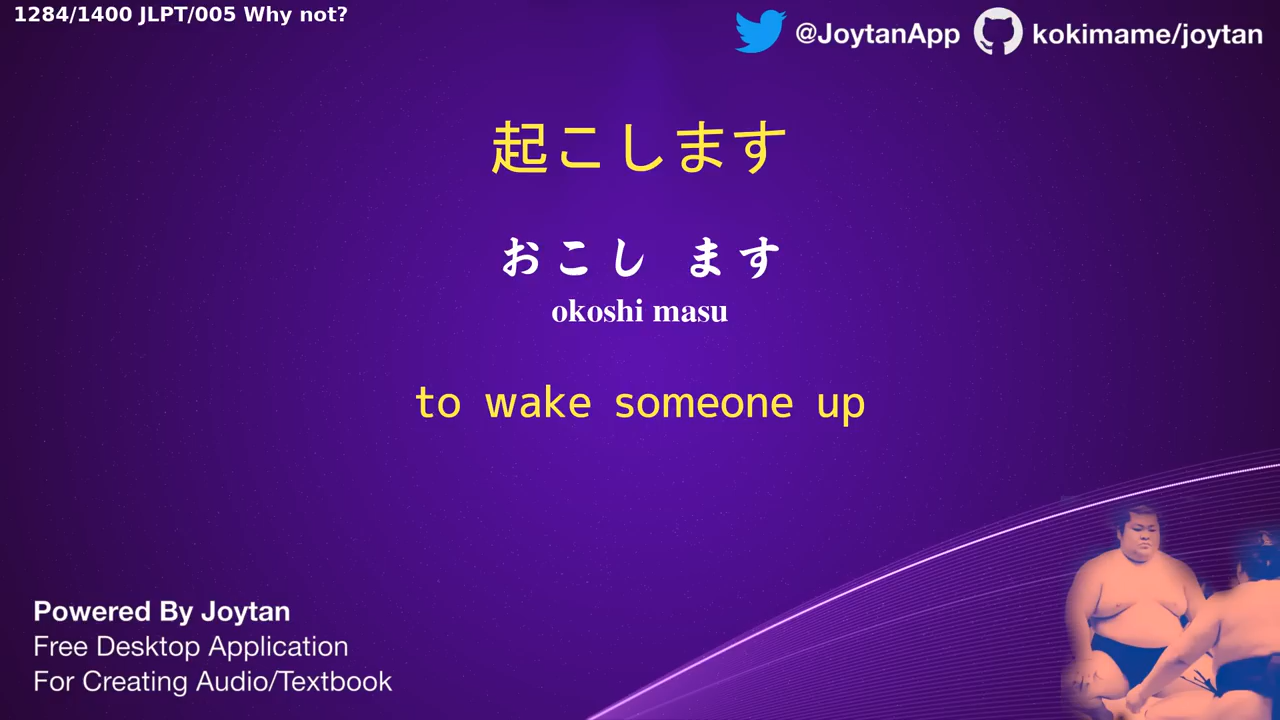 1284/1400 JLPT/005 Why not?
@JoytanApp kokimame/joytan
起こします
おこし ます
okoshi masu
to wake someone up
Powered By Joytan
Free Desktop Application
For Creating Audio/Textbook